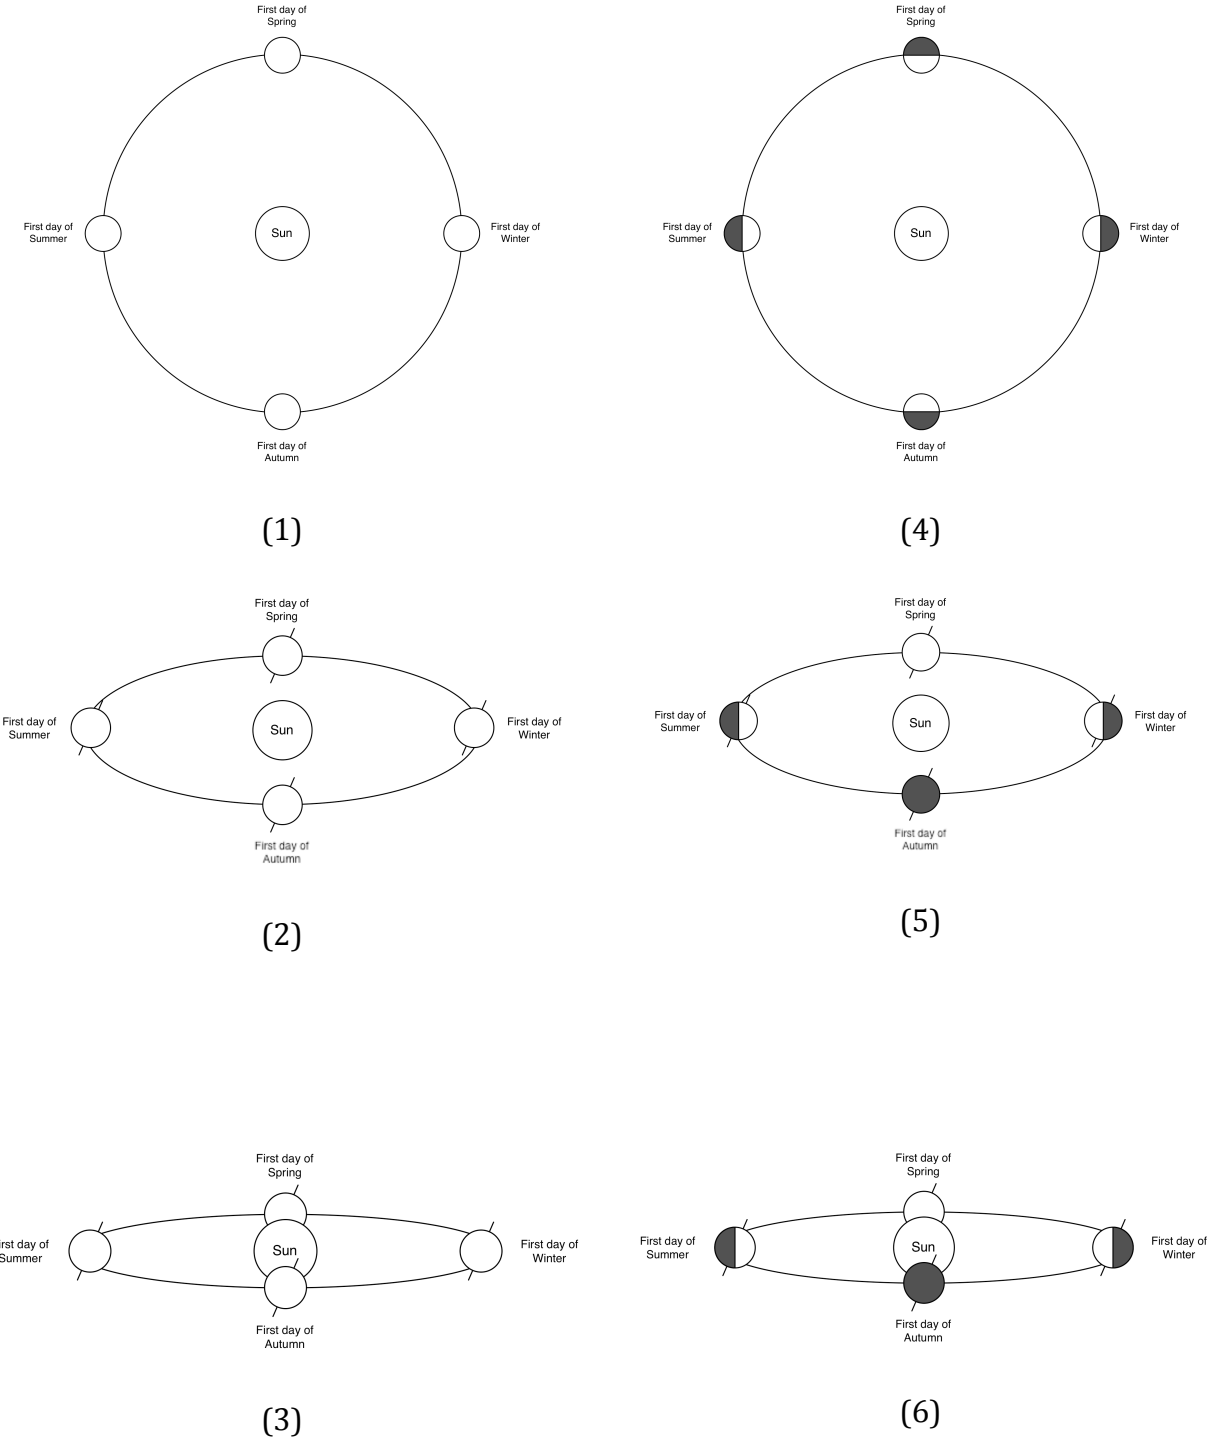 First day of
Spring
First day of
Summer
Sun
First day of
Winter
First day of
Autumn
(1)
First day of
Spring
First day of
Summer
Sun
First day of
Winter
First day of
Autumn
(4)
First day of
Spring
First day of
Summer
Sun
First day of
Winter
First day of
Autumn
(2)
First day of
Spring
First day of
Summer
Sun
First day of
Winter
First day of
Autumn
(5)
First day of
Spring
irst day of
Summer
Sun
First day of
Winter
First day of
Autumn
(3)
First day of
Spring
First day of
Summer
Sun
First day of
Winter
First day of
Autumn
(6)